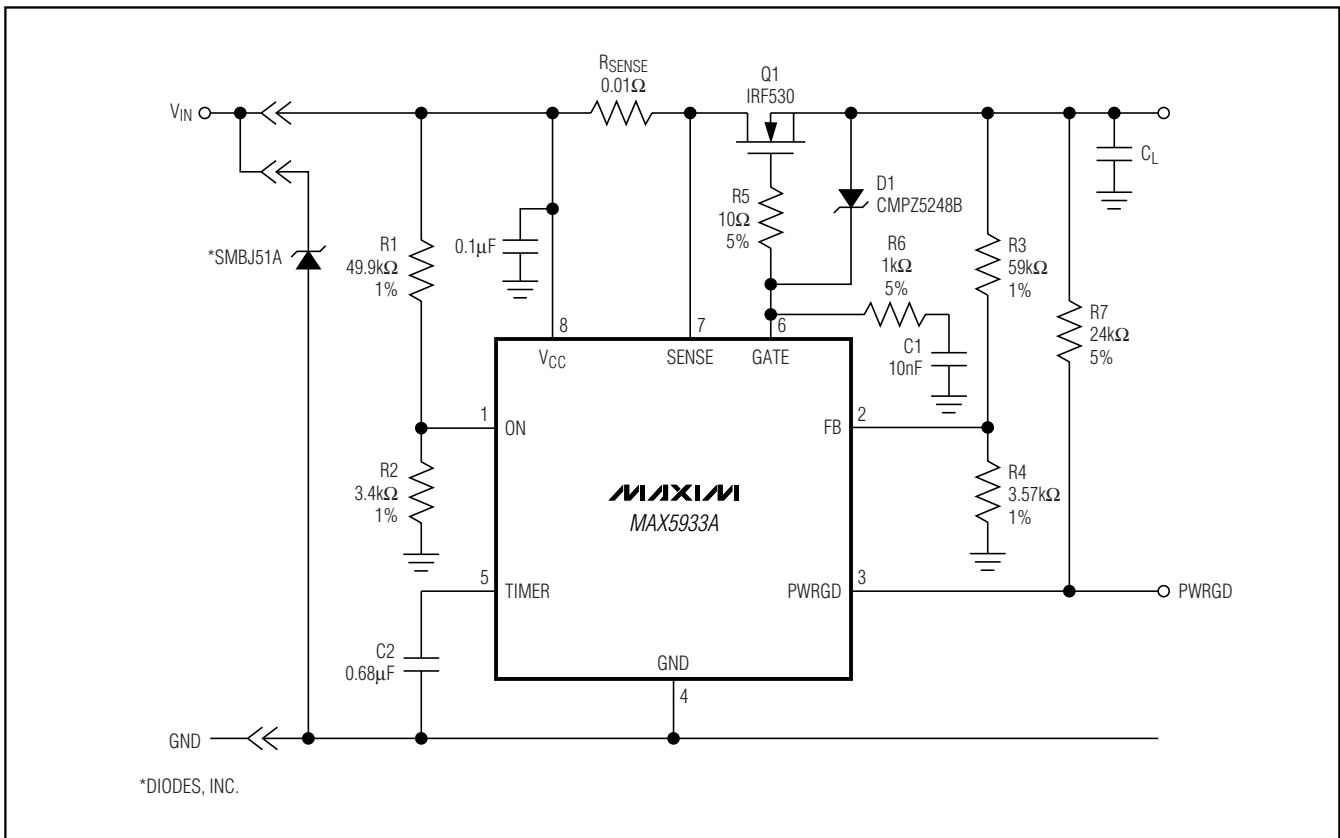 RSENSE
0.01Ω
Q1
IRF530
VIN
CL
D1
CMPZ5248B
R5
10Ω
5%
R6
1kΩ
5%
*SMBJ51A
R1
49.9kΩ
1%
0.1µF
R3
59kΩ
1%
R7
24kΩ
5%
8
7
6
VCC
SENSE
GATE
C1
10nF
1
ON
2
FB
R2
3.4kΩ
1%
MAXIM
MAX5933A
R4
3.57kΩ
1%
5
TIMER
3
PWRGD
PWRGD
C2
0.68µF
GND
4
GND
*DIODES, INC.